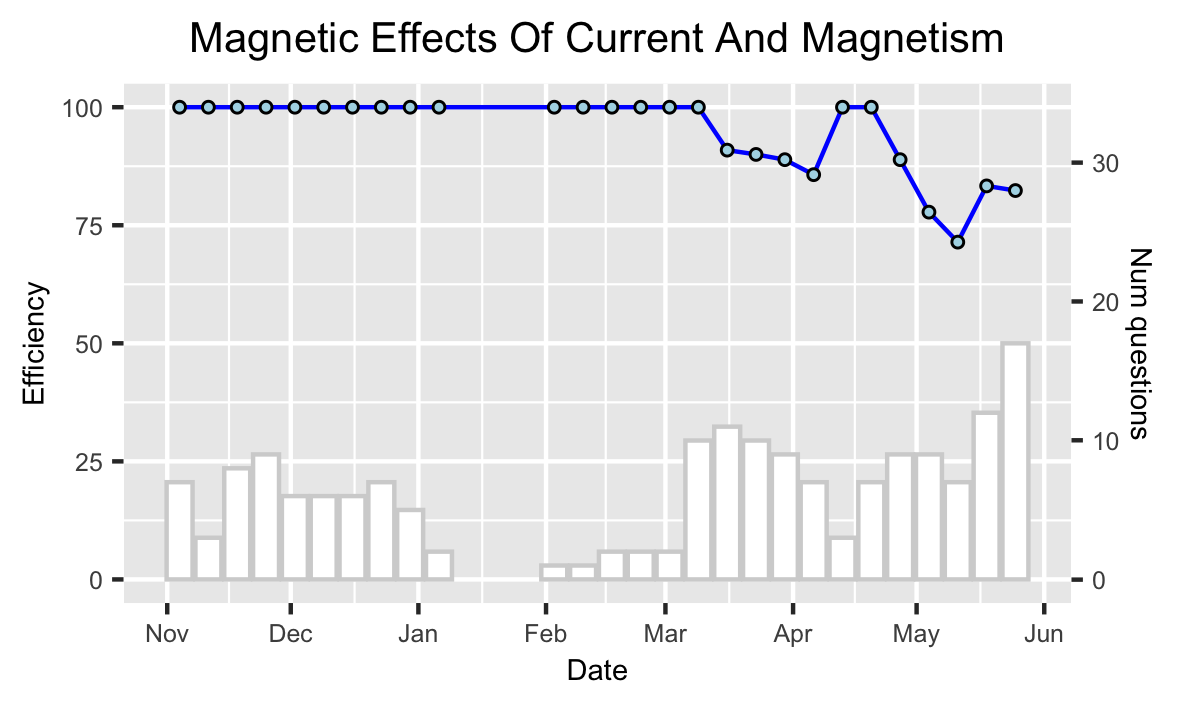 Magnetic Effects Of Current And Magnetism
Efficiency
100
75
50
25
0
30
20
10
0
Num questions
Nov Dec Jan Feb Mar Apr May Jun
Date